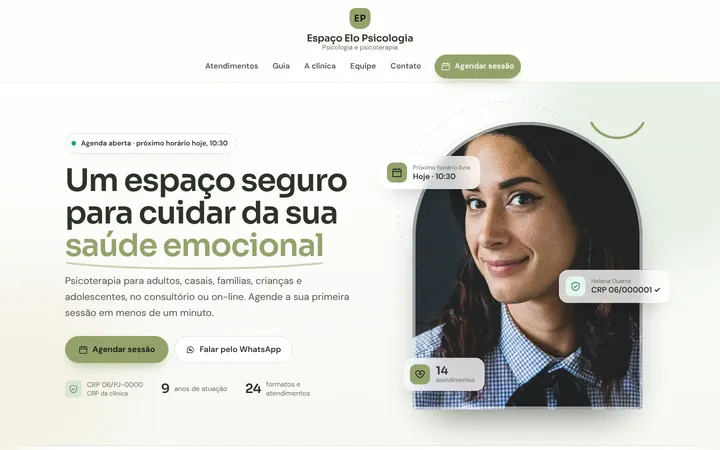 EP
Espaço Elo Psicologia
Psicologia e psicoterapia
Atendimentos Guia A clínica Equipe Contato Agendar sessão
Agenda aberta · próximo horário hoje, 10:30
Um espaço seguro
para cuidar da sua
saúde emocional
Psicoterapia para adultos, casais, famílias, crianças e
adolescentes, no consultório ou on-line. Agende a sua primeira
sessão em menos de um minuto.
Agendar sessão Falar pelo WhatsApp
CRP 06/PJ-0000
CRP da clínica
9 anos de atuação
24 formatos e
atendimentos
Próximo horário livre
Hoje · 10:30
Helena Duarte
CRP 06/000001 ✓
14
atendimentos